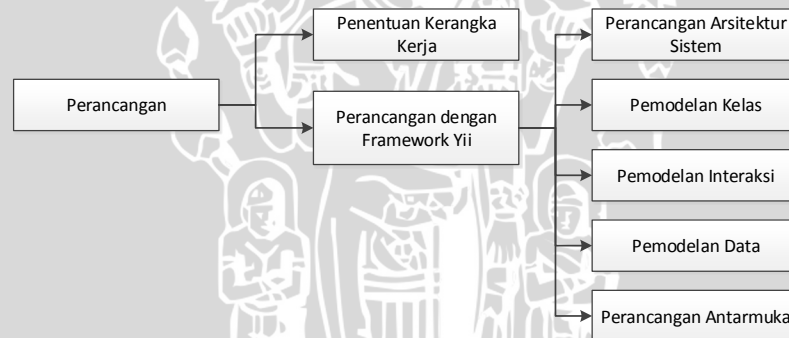 Penentuan Kerangka
Kerja
Perancangan Arsitektur
Sistem
Perancangan
Perancangan dengan
Framework Yii
Pemodelan Kelas
Pemodelan Interaksi
Pemodelan Data
Perancangan Antarmuka